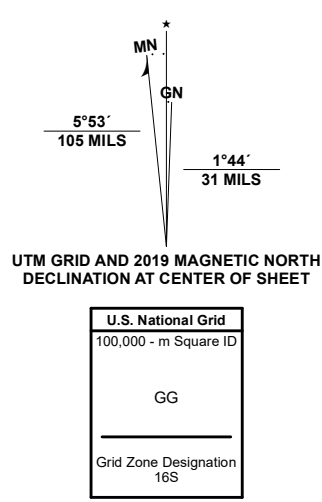 ★
MN
GN
5°53´
105 MILS
1°44´
31 MILS
UTM GRID AND 2019 MAGNETIC NORTH
DECLINATION AT CENTER OF SHEET
U.S. National Grid
100,000 - m Square ID
GG
Grid Zone Designation
16S